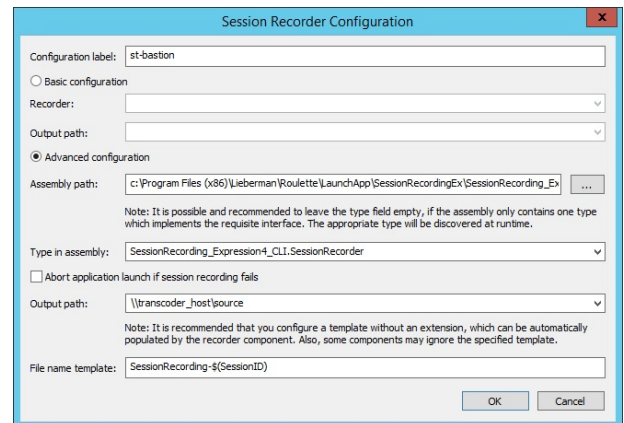 Session Recorder Configuration
x
Configuration label: st-bastion
Basic configuration
Recorder:
Output path:
Advanced configuration
Assembly path: c:\Program Files (x86)\Lieberman\Roulette\LaunchApp\SessionRecordingEx\SessionRecording_Ex ...
Note: It is possible and recommended to leave the type field empty, if the assembly only contains one type
which implements the requisite interface. The appropriate type will be discovered at runtime.
Type in assembly: SessionRecording_Expression4_CLI.SessionRecorder
Abort application launch if session recording fails
Output path: \\transcoder_host\source
Note: It is recommended that you configure a template without an extension, which can be automatically
populated by the recorder component. Also, some components may ignore the specified template.
File name template: SessionRecording-$(SessionID)
OK Cancel